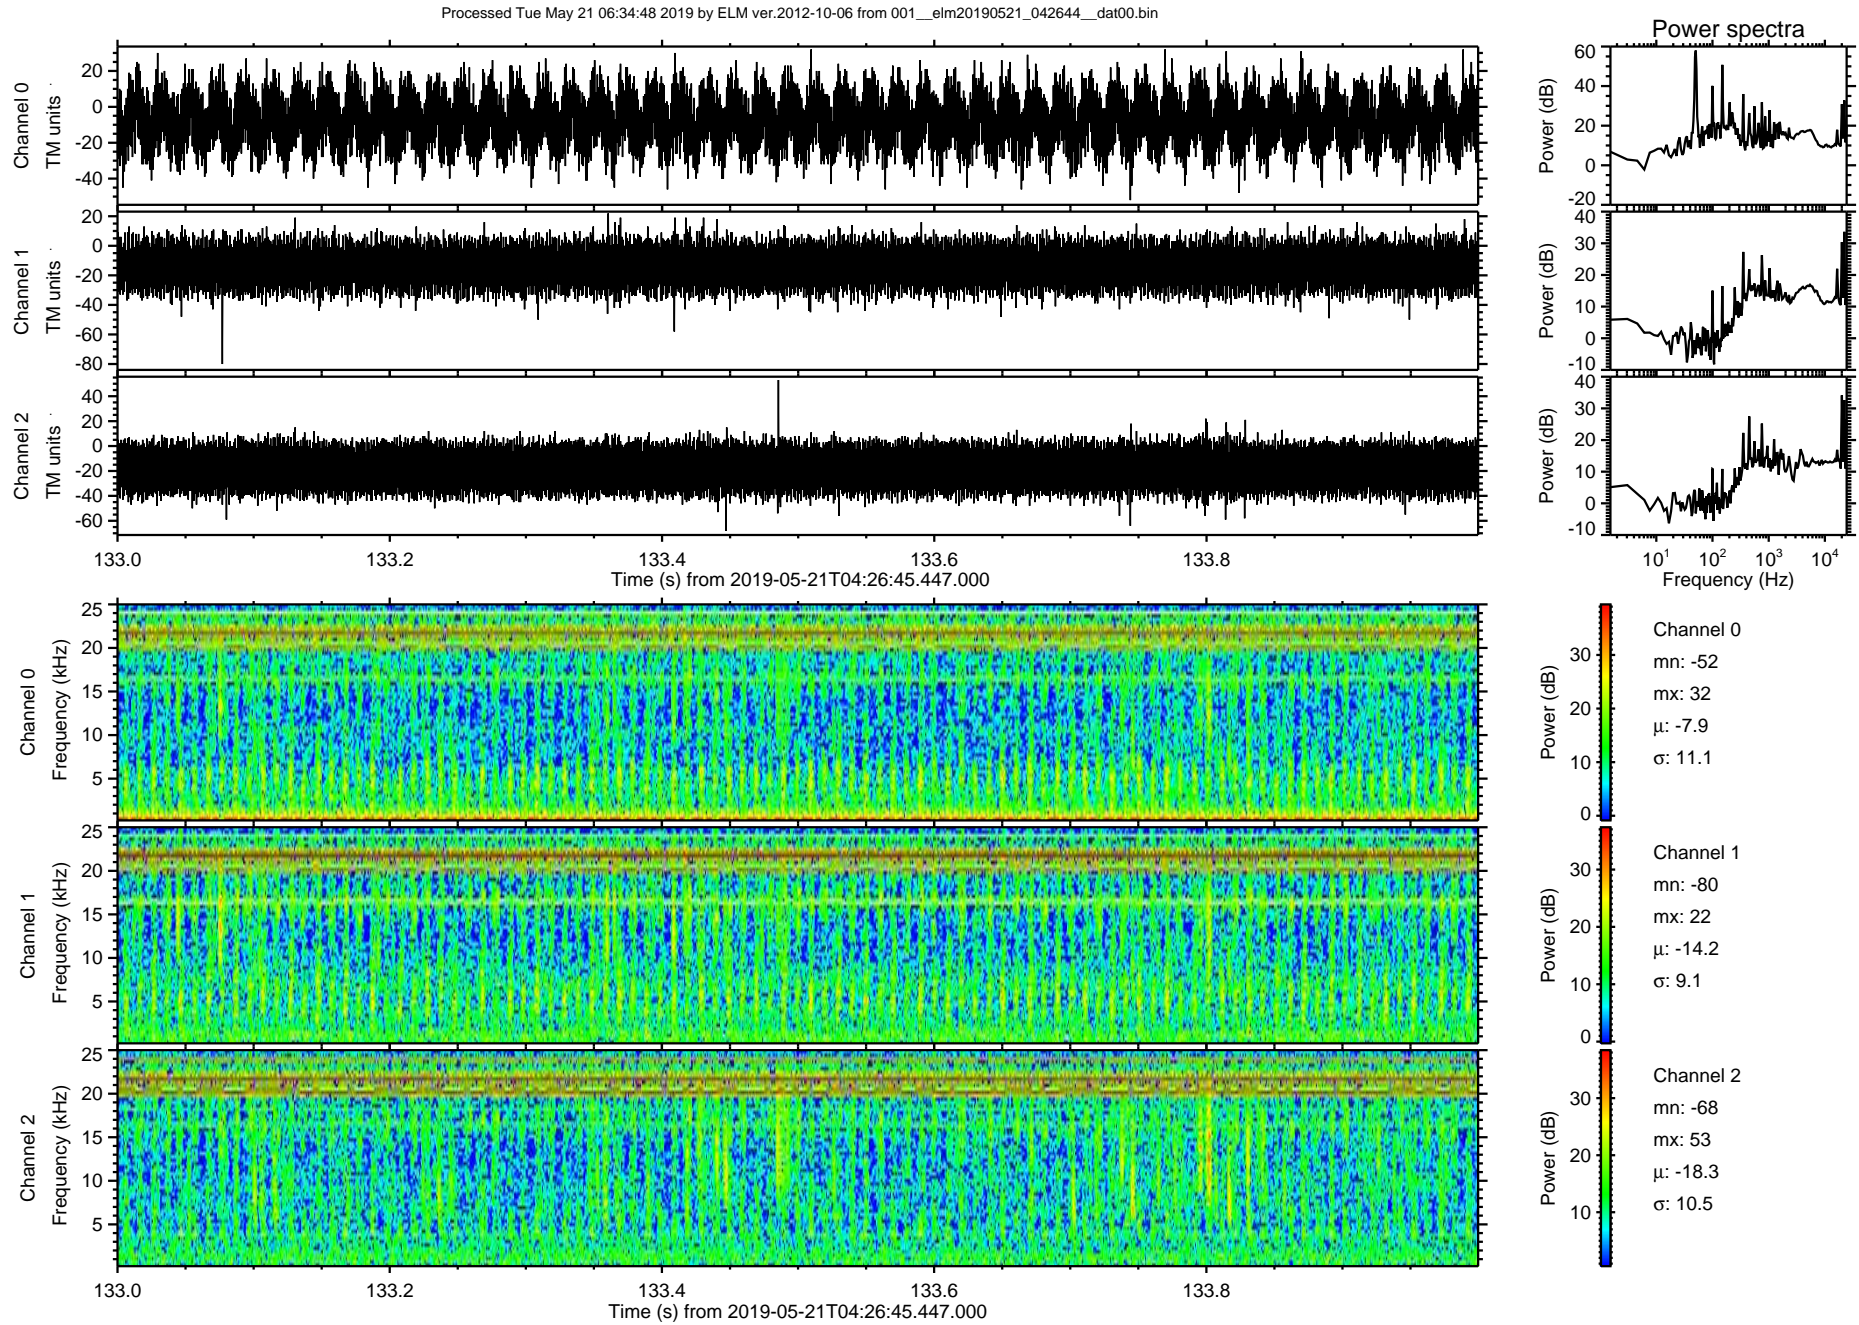 Processed Tue May 21 06:34:48 2019 by ELM ver.2012-10-06 from 001__elm20190521_042644__dat00.bin
Power spectra
Channel 0
TM units
20
0
-20
-40
Power (dB)
60
40
20
0
-20
Channel 1
TM units
20
0
-20
-40
-60
-80
Power (dB)
40
30
20
10
0
-10
Channel 2
TM units
40
20
0
-20
-40
-60
Power (dB)
40
30
20
10
0
-10
133.0 133.2 133.4 133.6 133.8
Time (s) from 2019-05-21T04:26:45.447.000
10¹ 10² 10³ 10⁴
Frequency (Hz)
Channel 0
Frequency (kHz)
25
20
15
10
5
Power (dB)
30
20
10
0
Channel 0
mn: -52
mx: 32
μ: -7.9
σ: 11.1
Channel 1
Frequency (kHz)
25
20
15
10
5
Power (dB)
30
20
10
0
Channel 1
mn: -80
mx: 22
μ: -14.2
σ: 9.1
Channel 2
Frequency (kHz)
25
20
15
10
5
Power (dB)
30
20
10
Channel 2
mn: -68
mx: 53
μ: -18.3
σ: 10.5
133.0 133.2 133.4 133.6 133.8
Time (s) from 2019-05-21T04:26:45.447.000